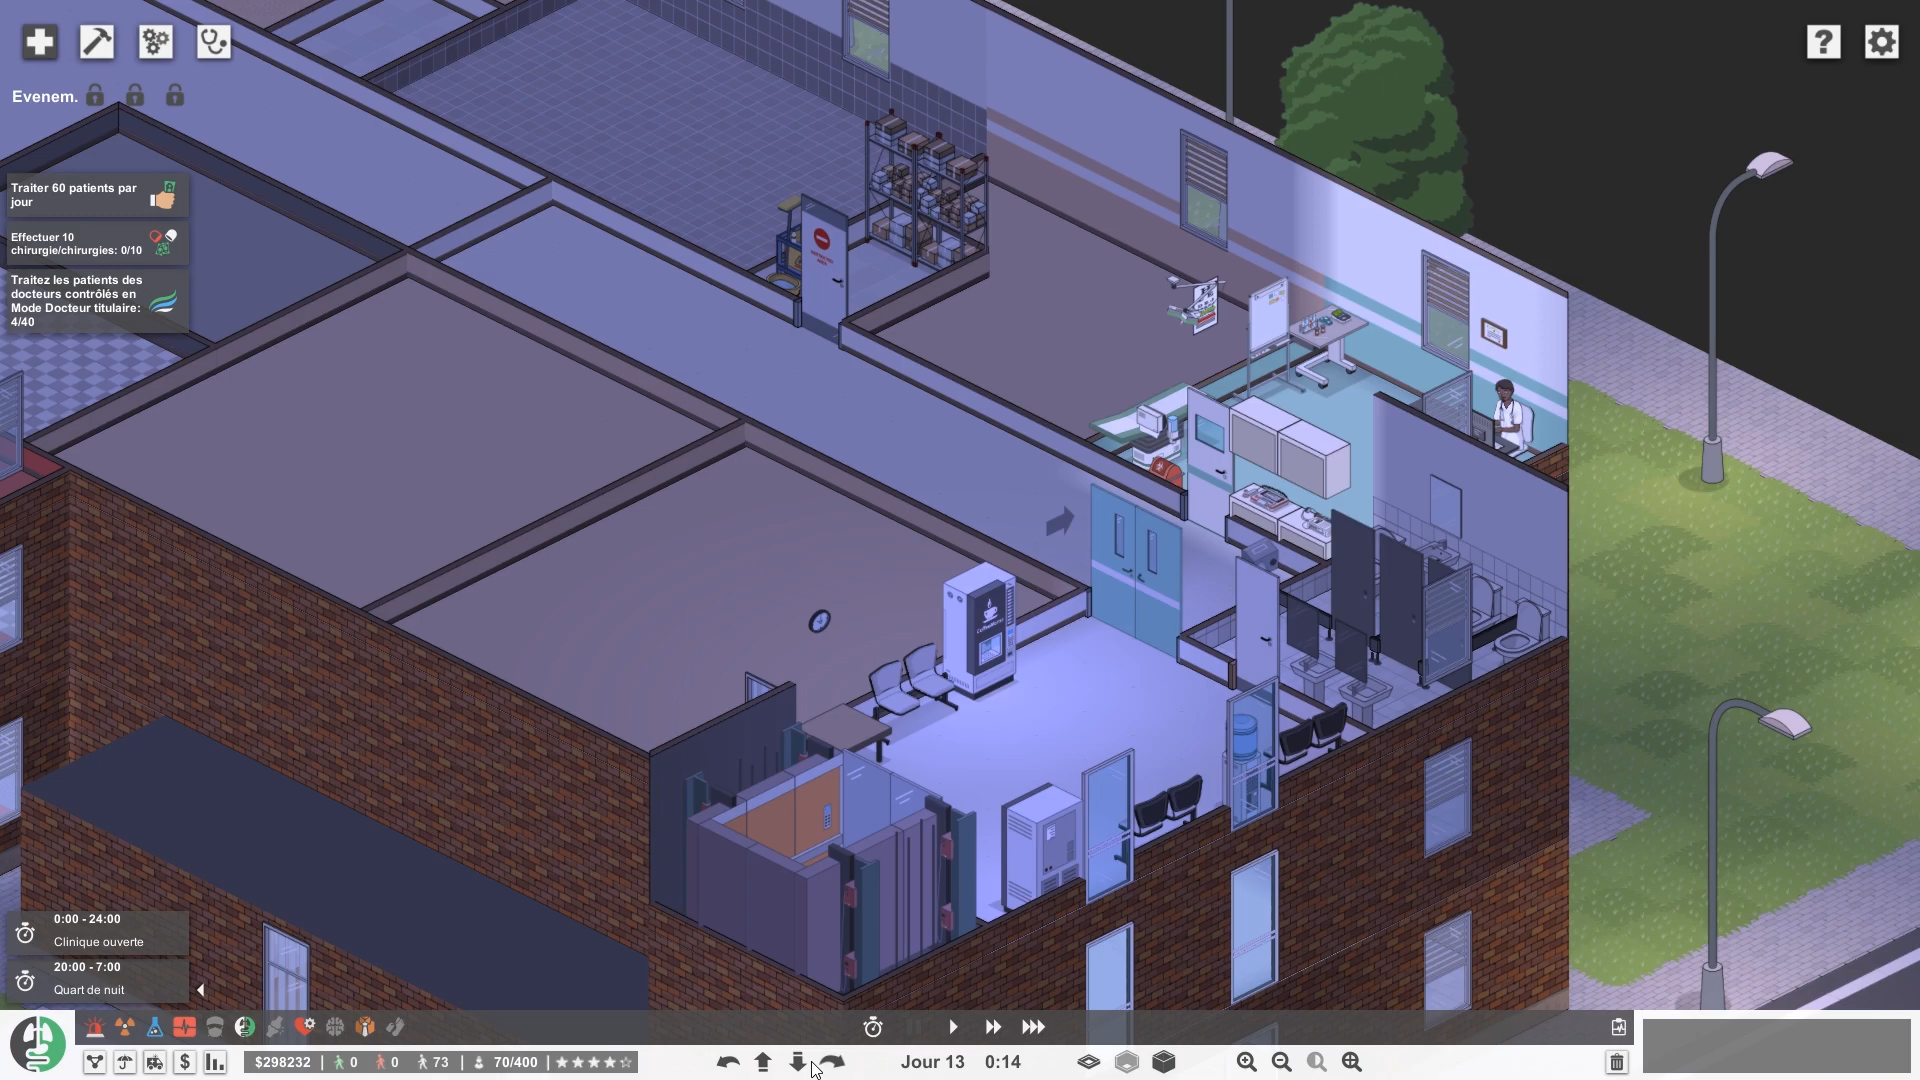 Evenem.
Traiter 60 patients par
jour
Effectuer 10
chirurgie/chirurgies: 0/10
Traitez les patients des
docteurs contrôlés en
Mode Docteur titulaire:
4/40
0:00 - 24:00
Clinique ouverte
20:00 - 7:00
Quart de nuit
$298232 | 0 0 73 | 70/400 |
Jour 13 0:14